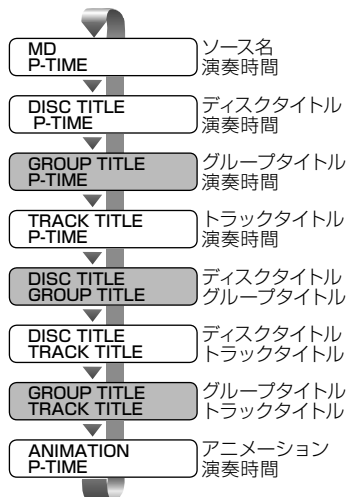 MD
P-TIME
ソース名
演奏時間
DISC TITLE
P-TIME
ディスクタイトル
演奏時間
GROUP TITLE
P-TIME
グループタイトル
演奏時間
TRACK TITLE
P-TIME
トラックタイトル
演奏時間
DISC TITLE
GROUP TITLE
ディスクタイトル
グループタイトル
DISC TITLE
TRACK TITLE
ディスクタイトル
トラックタイトル
GROUP TITLE
TRACK TITLE
グループタイトル
トラックタイトル
ANIMATION
P-TIME
アニメーション
演奏時間